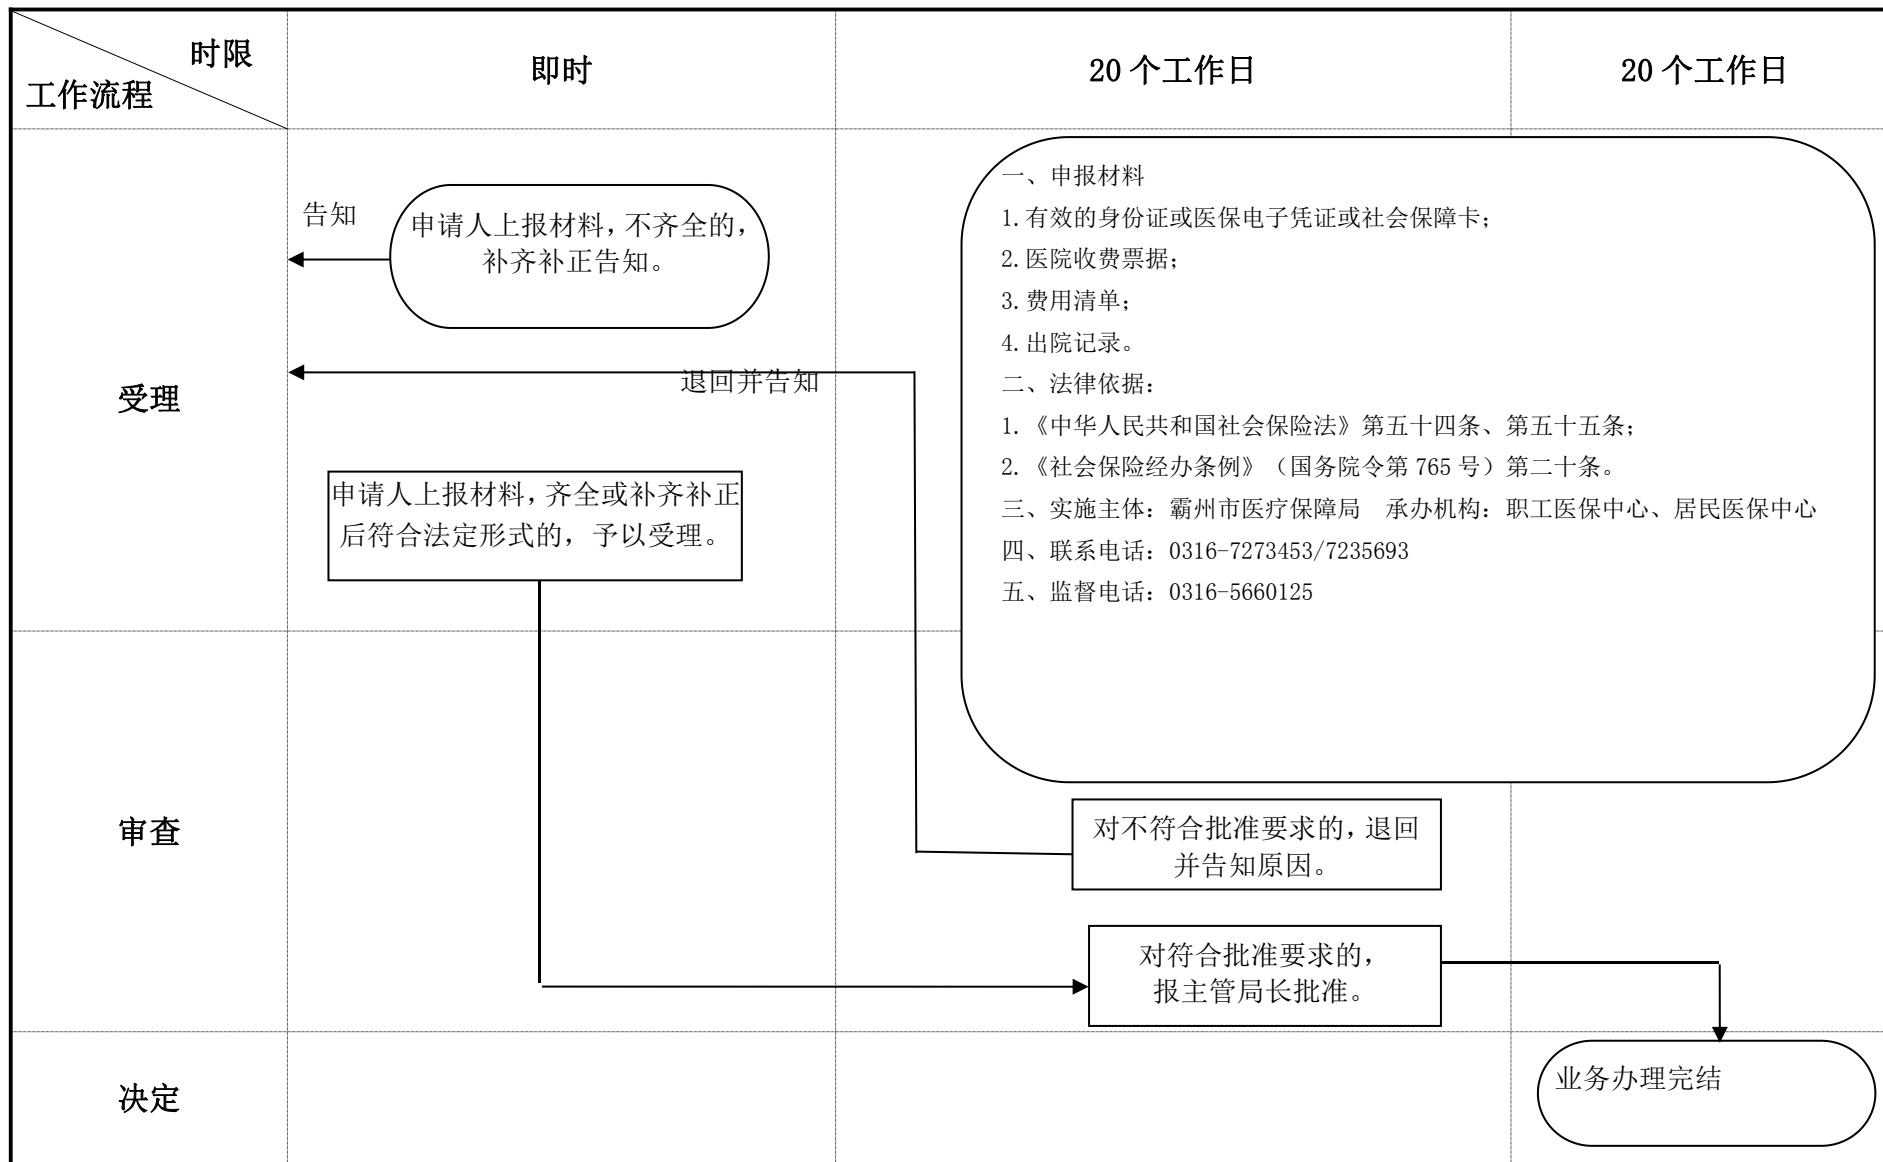 时限
工作流程
即时
20 个工作日
20 个工作日
告知
申请人上报材料，不齐全的，
补齐补正告知。
退回并告知
受理
申请人上报材料，齐全或补齐补正
后符合法定形式的，予以受理。
一、申报材料
1.有效的身份证或医保电子凭证或社会保障卡；
2.医院收费票据；
3.费用清单；
4.出院记录。
二、法律依据：
1.《中华人民共和国社会保险法》第五十四条、第五十五条；
2.《社会保险经办条例》（国务院令第 765 号）第二十条。
三、实施主体：霸州市医疗保障局　承办机构：职工医保中心、居民医保中心
四、联系电话：0316-7273453/7235693
五、监督电话：0316-5660125
审查
对不符合批准要求的，退回
并告知原因。
对符合批准要求的，
报主管局长批准。
决定
业务办理完结